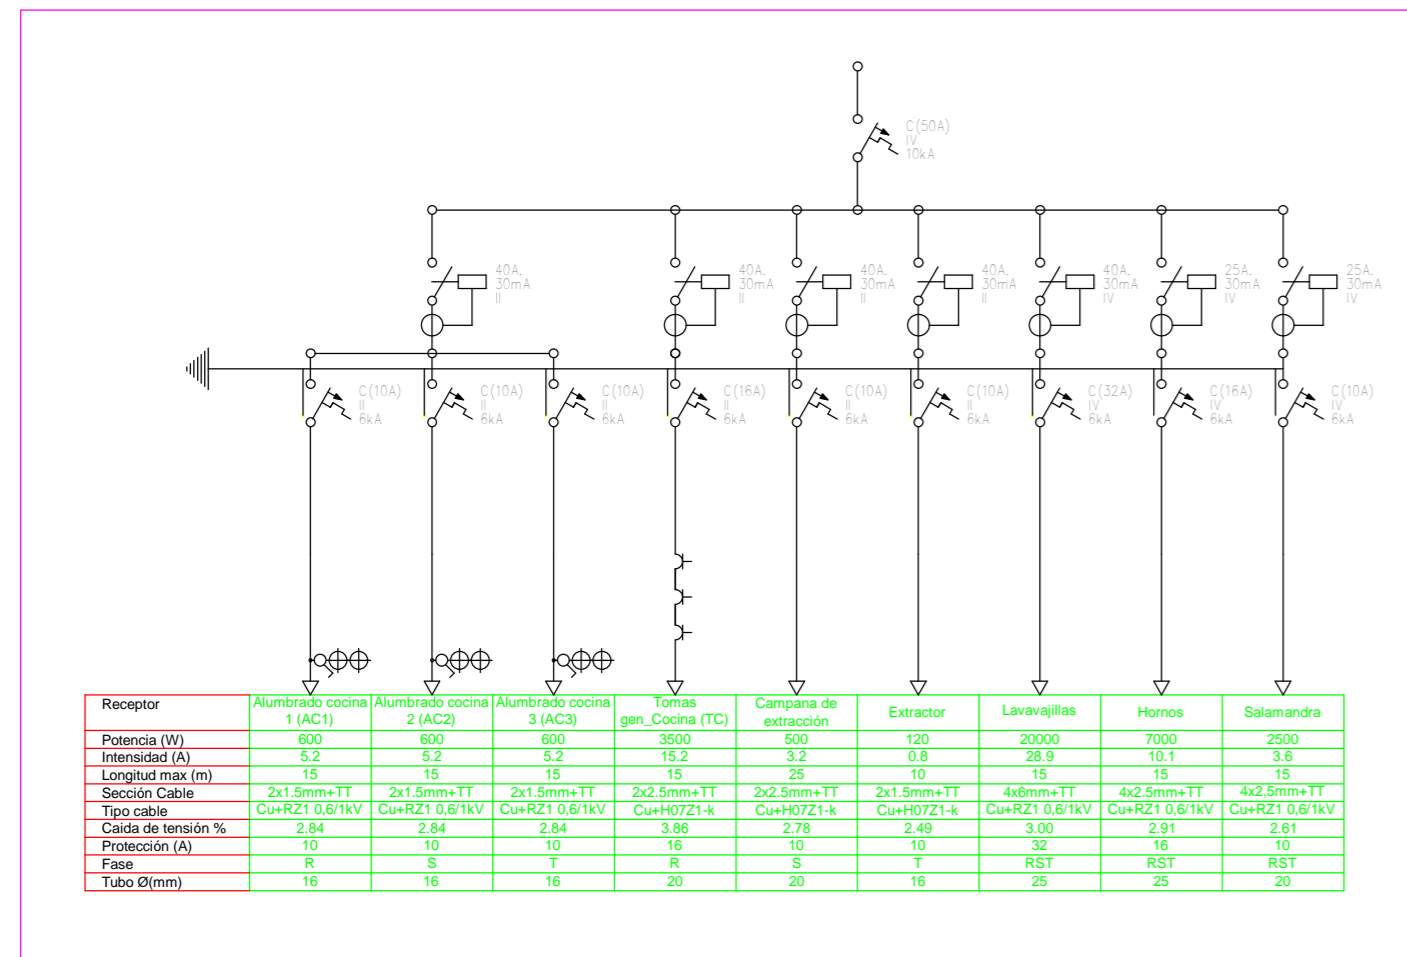 C(50A)
IV
10kA
40A.
30mA
II
40A.
30mA
II
40A.
30mA
II
40A.
30mA
II
40A.
30mA
IV
25A.
30mA
IV
25A.
30mA
IV
C(10A)
II
6kA
C(10A)
II
6kA
C(10A)
II
6kA
C(16A)
II
6kA
C(10A)
II
6kA
C(10A)
II
6kA
C(32A)
IV
6kA
C(16A)
IV
6kA
C(10A)
IV
6kA
Receptor Alumbrado cocina 1 (AC1) Alumbrado cocina 2 (AC2) Alumbrado cocina 3 (AC3) Tomas gen_Cocina (TC) Campana de extracción Extractor Lavavajillas Hornos Salamandra
Potencia (W) 600 600 600 3500 500 120 20000 7000 2500
Intensidad (A) 5.2 5.2 5.2 15.2 3.2 0.8 28.9 10.1 3.6
Longitud max (m) 15 15 15 15 25 10 15 15 15
Sección Cable 2x1.5mm+TT 2x1.5mm+TT 2x1.5mm+TT 2x2.5mm+TT 2x2.5mm+TT 2x1.5mm+TT 4x6mm+TT 4x2.5mm+TT 4x2,5mm+TT
Tipo cable Cu+RZ1 0,6/1kV Cu+RZ1 0,6/1kV Cu+RZ1 0,6/1kV Cu+H07Z1-k Cu+H07Z1-k Cu+H07Z1-k Cu+RZ1 0,6/1kV Cu+RZ1 0,6/1kV Cu+RZ1 0,6/1kV
Caida de tensión % 2.84 2.84 2.84 3.86 2.78 2.49 3.00 2.91 2.61
Protección (A) 10 10 10 16 10 10 32 16 10
Fase R S T R S T RST RST RST
Tubo Ø(mm) 16 16 16 20 20 16 25 25 20